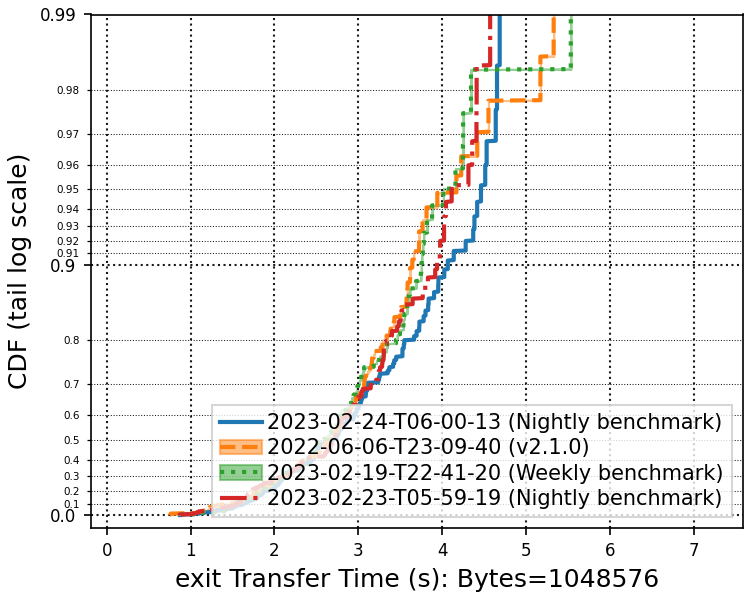 0.99
0.98
0.97
0.96
0.95
0.94
0.93
0.92
0.91
0.9
0.8
0.7
0.6
0.5
0.4
0.3
0.2
0.1
0.0
CDF (tail log scale)
2023-02-24-T06-00-13 (Nightly benchmark)
2022-06-06-T23-09-40 (v2.1.0)
2023-02-19-T22-41-20 (Weekly benchmark)
2023-02-23-T05-59-19 (Nightly benchmark)
0 1 2 3 4 5 6 7
exit Transfer Time (s): Bytes=1048576